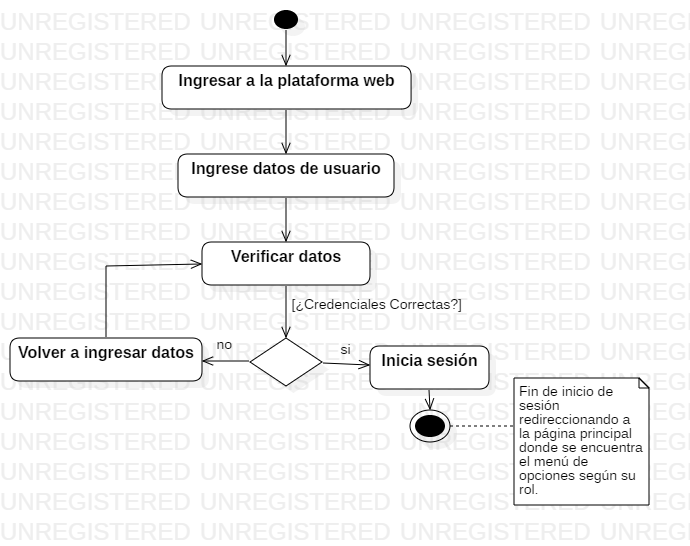 Ingresar a la plataforma web
Ingrese datos de usuario
Verificar datos
[¿Credenciales Correctas?]
no
si
Volver a ingresar datos
Inicia sesión
Fin de inicio de
sesión
redireccionando a
la página principal
donde se encuentra
el menú de
opciones según su
rol.
UNREGISTERED